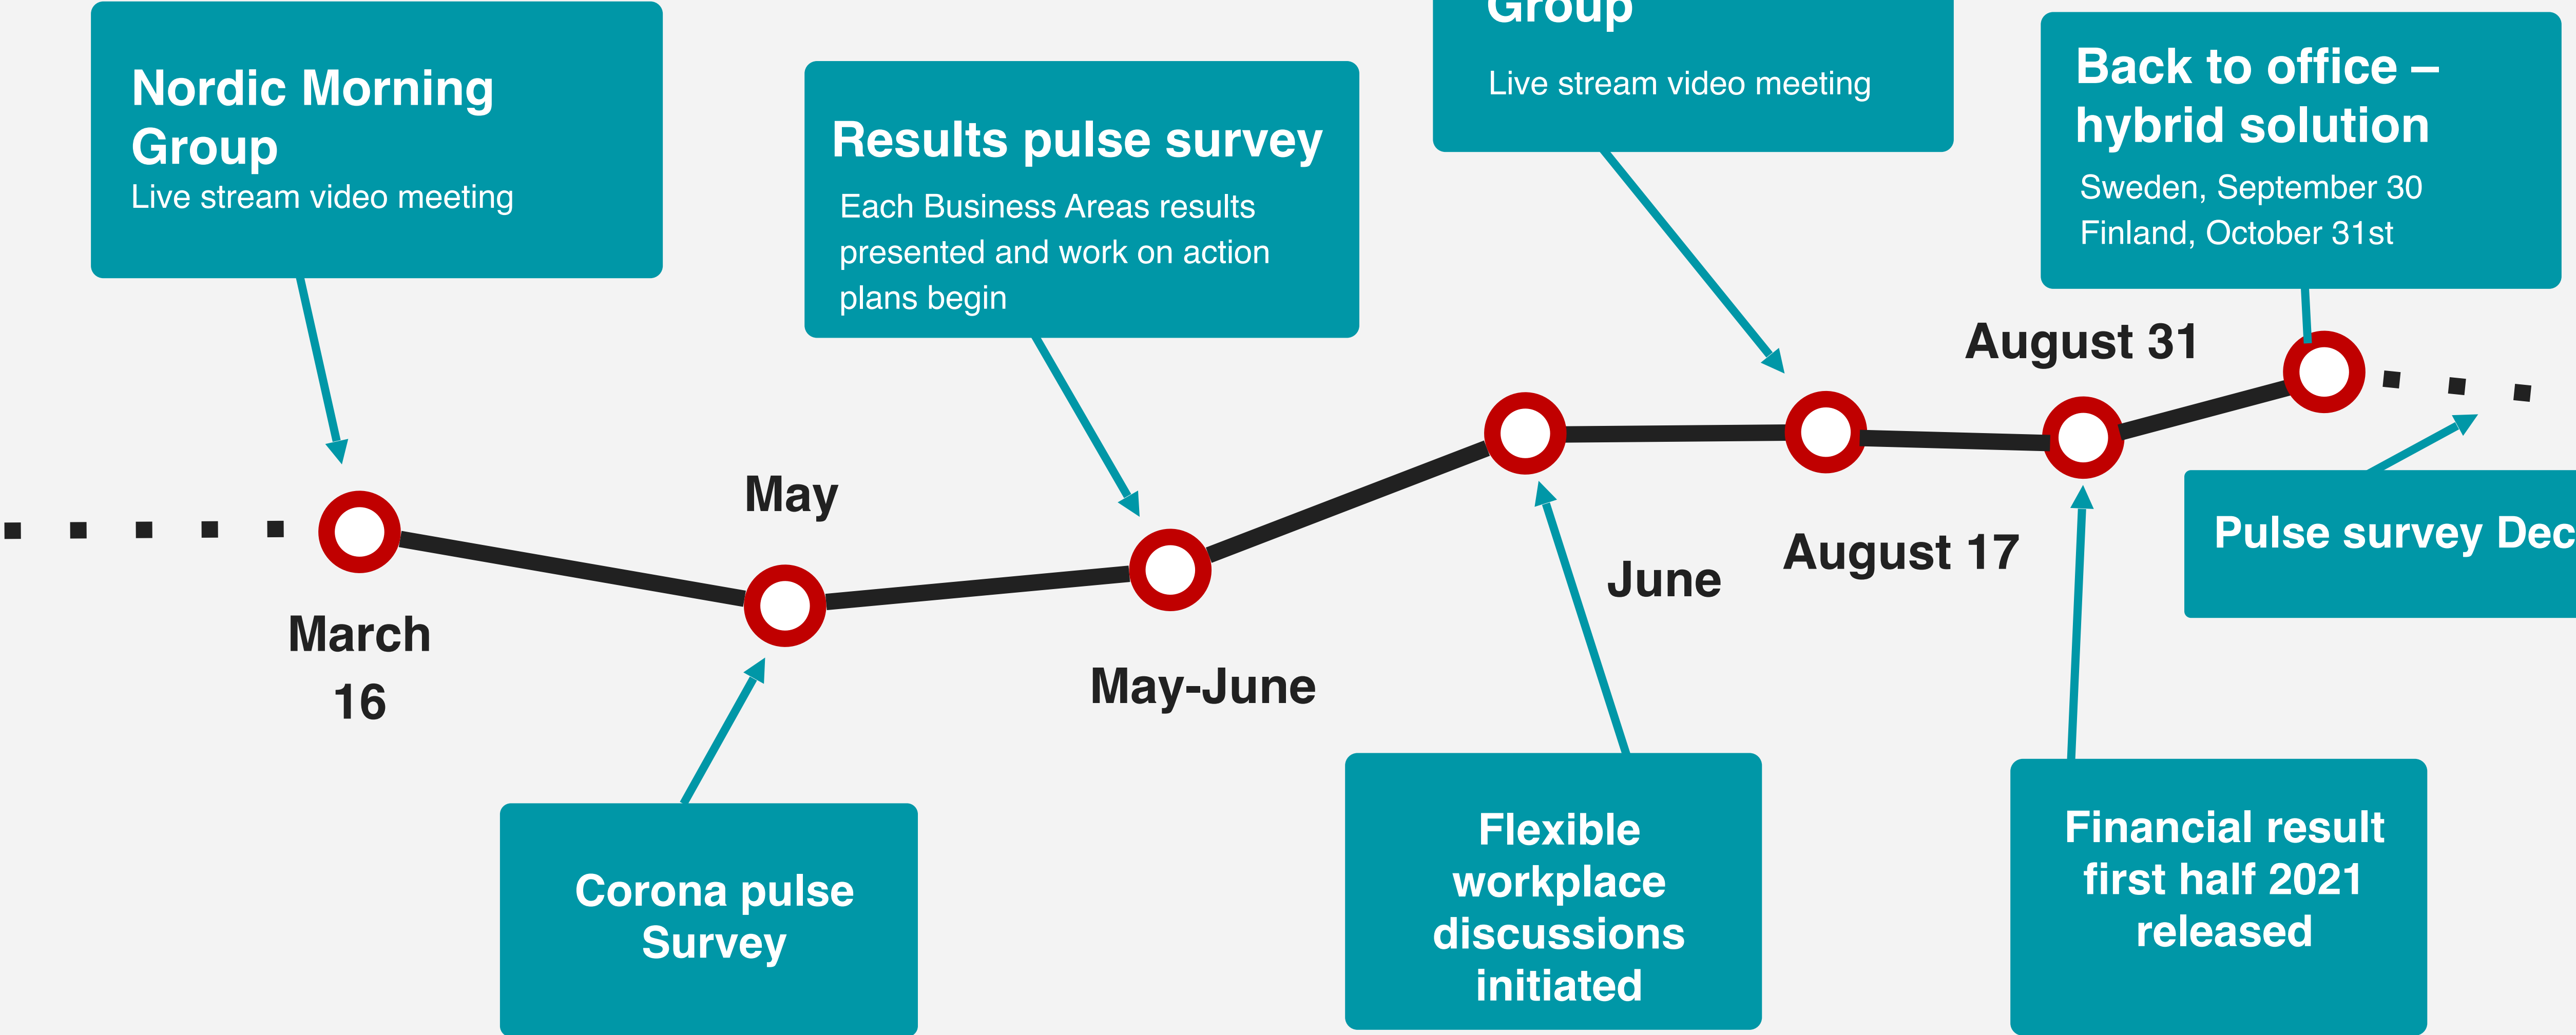 Nordic Morning
Group
Live stream video meeting
March
16
May
Corona pulse
Survey
Results pulse survey
Each Business Areas results
presented and work on action
plans begin
May-June
June
Flexible
workplace
discussions
initiated
Group
Live stream video meeting
August 17
August 31
Financial result
first half 2021
released
Back to office –
hybrid solution
Sweden, September 30
Finland, October 31st
Pulse survey Dec